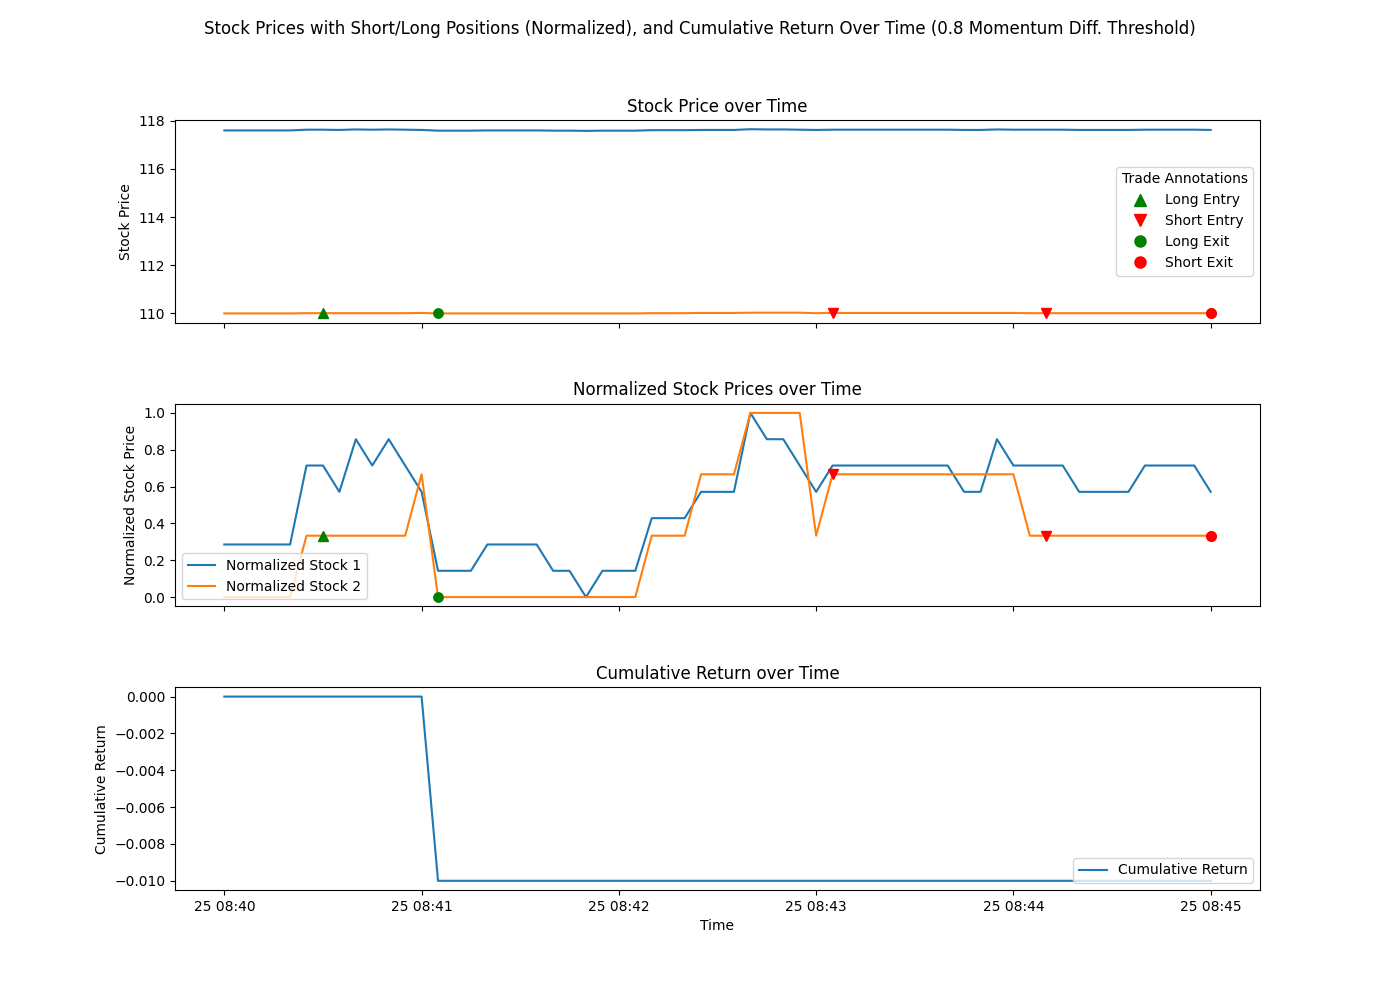 Stock Prices with Short/Long Positions (Normalized), and Cumulative Return Over Time (0.8 Momentum Diff. Threshold)
Stock Price over Time
118
116
114
112
110
Stock Price
Trade Annotations
Long Entry
Short Entry
Long Exit
Short Exit
Normalized Stock Prices over Time
1.0
0.8
0.6
0.4
0.2
0.0
Normalized Stock Price
Normalized Stock 1
Normalized Stock 2
Cumulative Return over Time
0.000
−0.002
−0.004
−0.006
−0.008
−0.010
Cumulative Return
Cumulative Return
25 08:40
25 08:41
25 08:42
25 08:43
25 08:44
25 08:45
Time